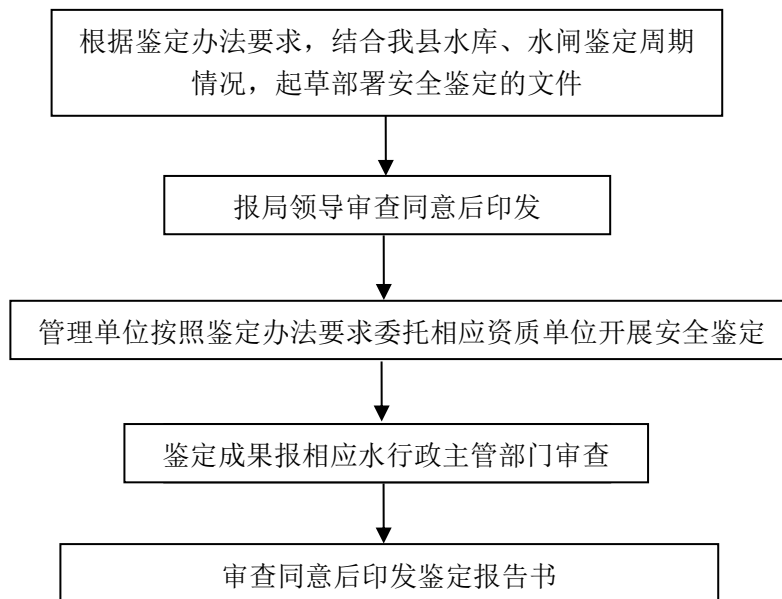 根据鉴定办法要求，结合我县水库、水闸鉴定周期
情况，起草部署安全鉴定的文件
报局领导审查同意后印发
管理单位按照鉴定办法要求委托相应资质单位开展安全鉴定
鉴定成果报相应水行政主管部门审查
审查同意后印发鉴定报告书